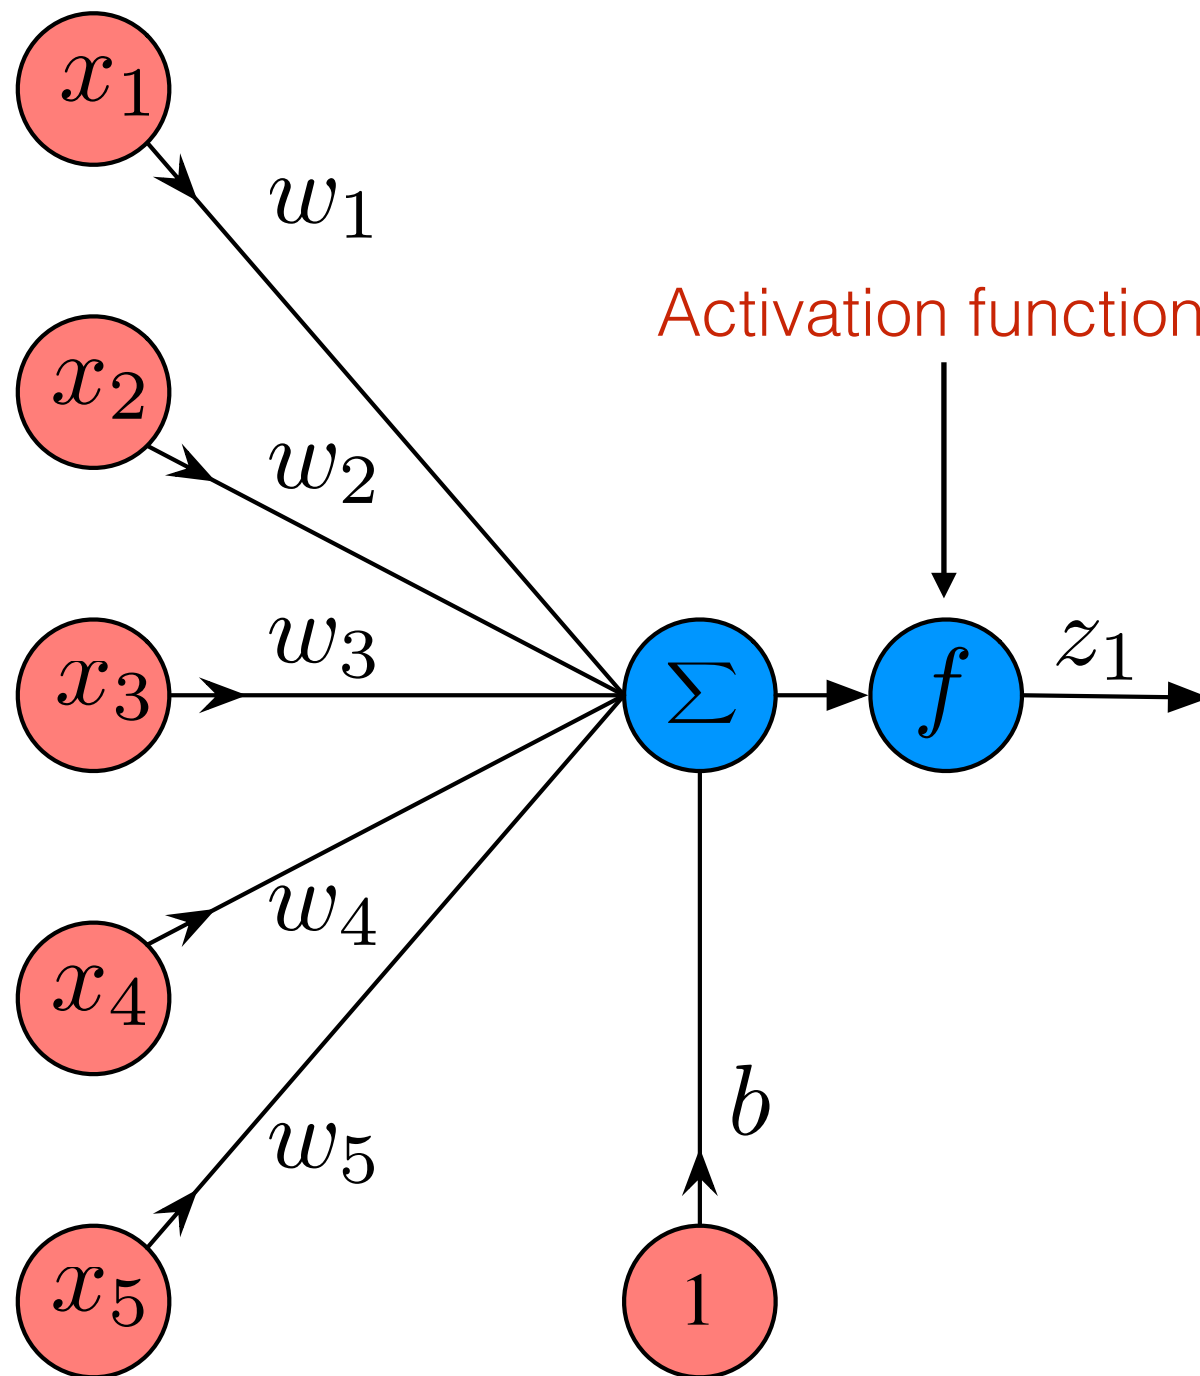 x₁
w₁
Activation function
x₂
w₂
x₃
w₃
Σ
f
z₁
x₄
w₄
b
x₅
w₅
1